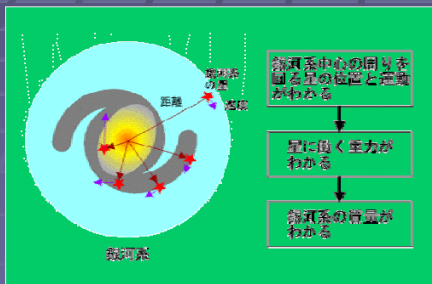 銀河系
の星
距離
速度
銀河系
銀河系中心の周りを
回る星の位置と運動
がわかる
星に働く重力が
わかる
銀河系の質量が
わかる